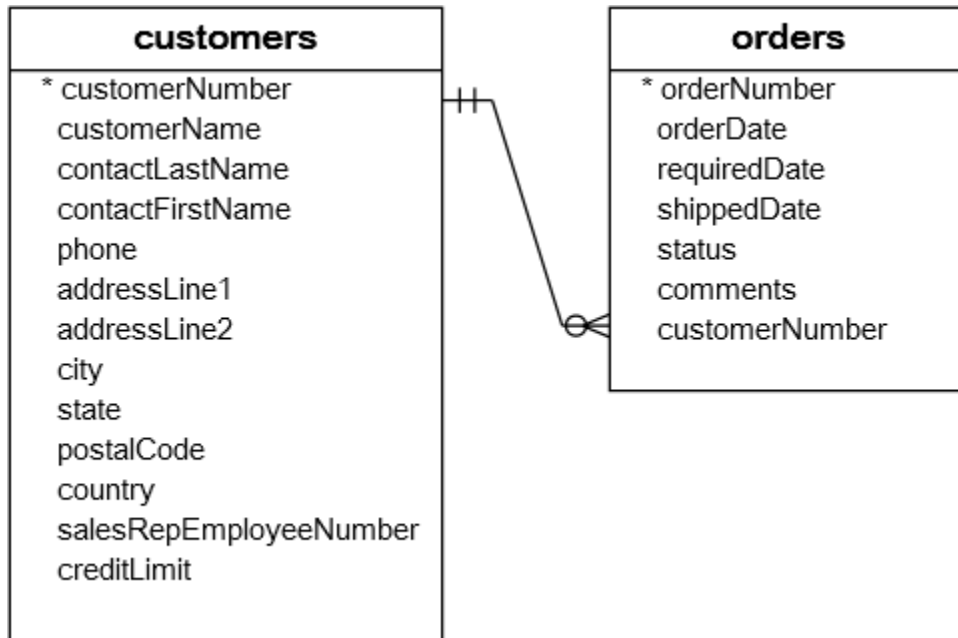 customers
* customerNumber
customerName
contactLastName
contactFirstName
phone
addressLine1
addressLine2
city
state
postalCode
country
salesRepEmployeeNumber
creditLimit
orders
* orderNumber
orderDate
requiredDate
shippedDate
status
comments
customerNumber